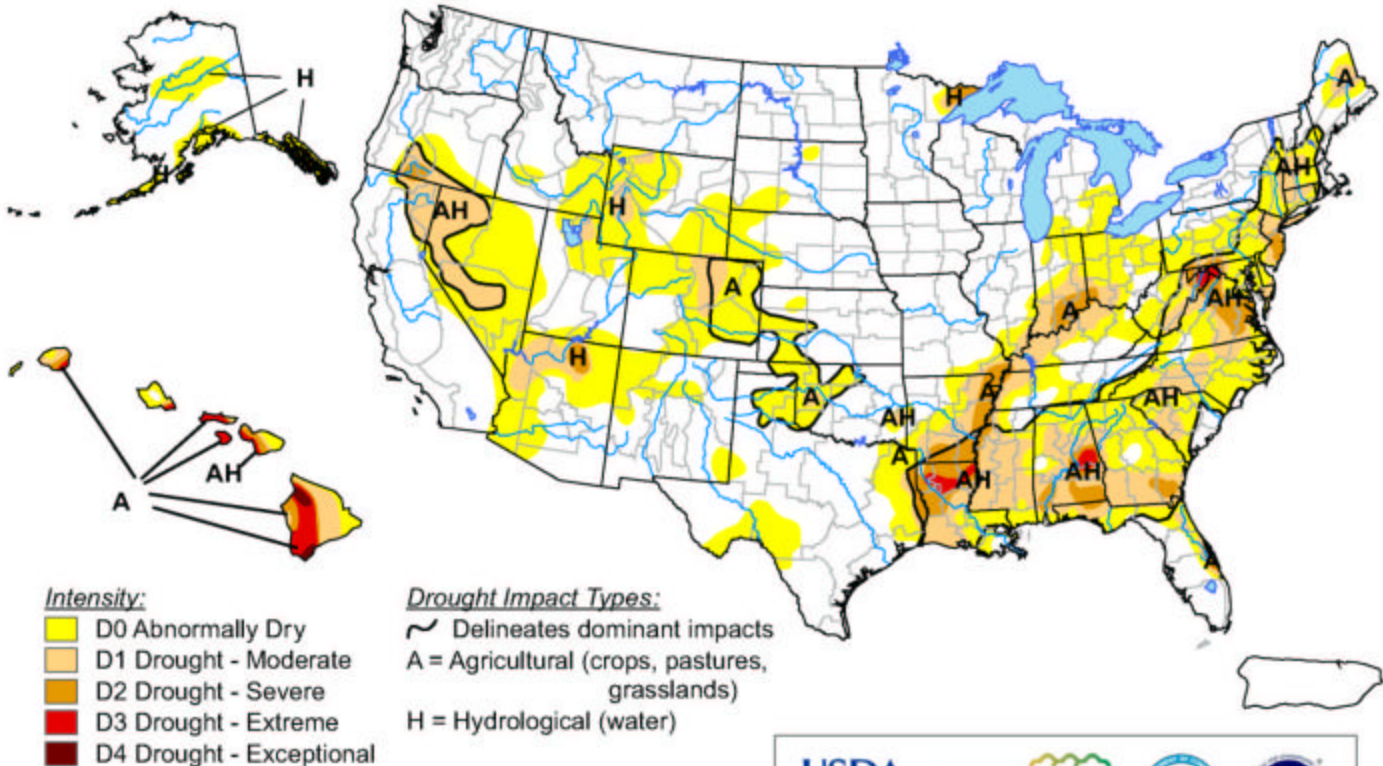 H
H
H
A
AH
AH
H
A
H
A
AH
A
AH
A
A
AH
A
AH
AH
AH
A
A
AH
Intensity:
D0 Abnormally Dry
D1 Drought - Moderate
D2 Drought - Severe
D3 Drought - Extreme
D4 Drought - Exceptional
Drought Impact Types:
Delineates dominant impacts
A = Agricultural (crops, pastures,
grasslands)
H = Hydrological (water)
USDA